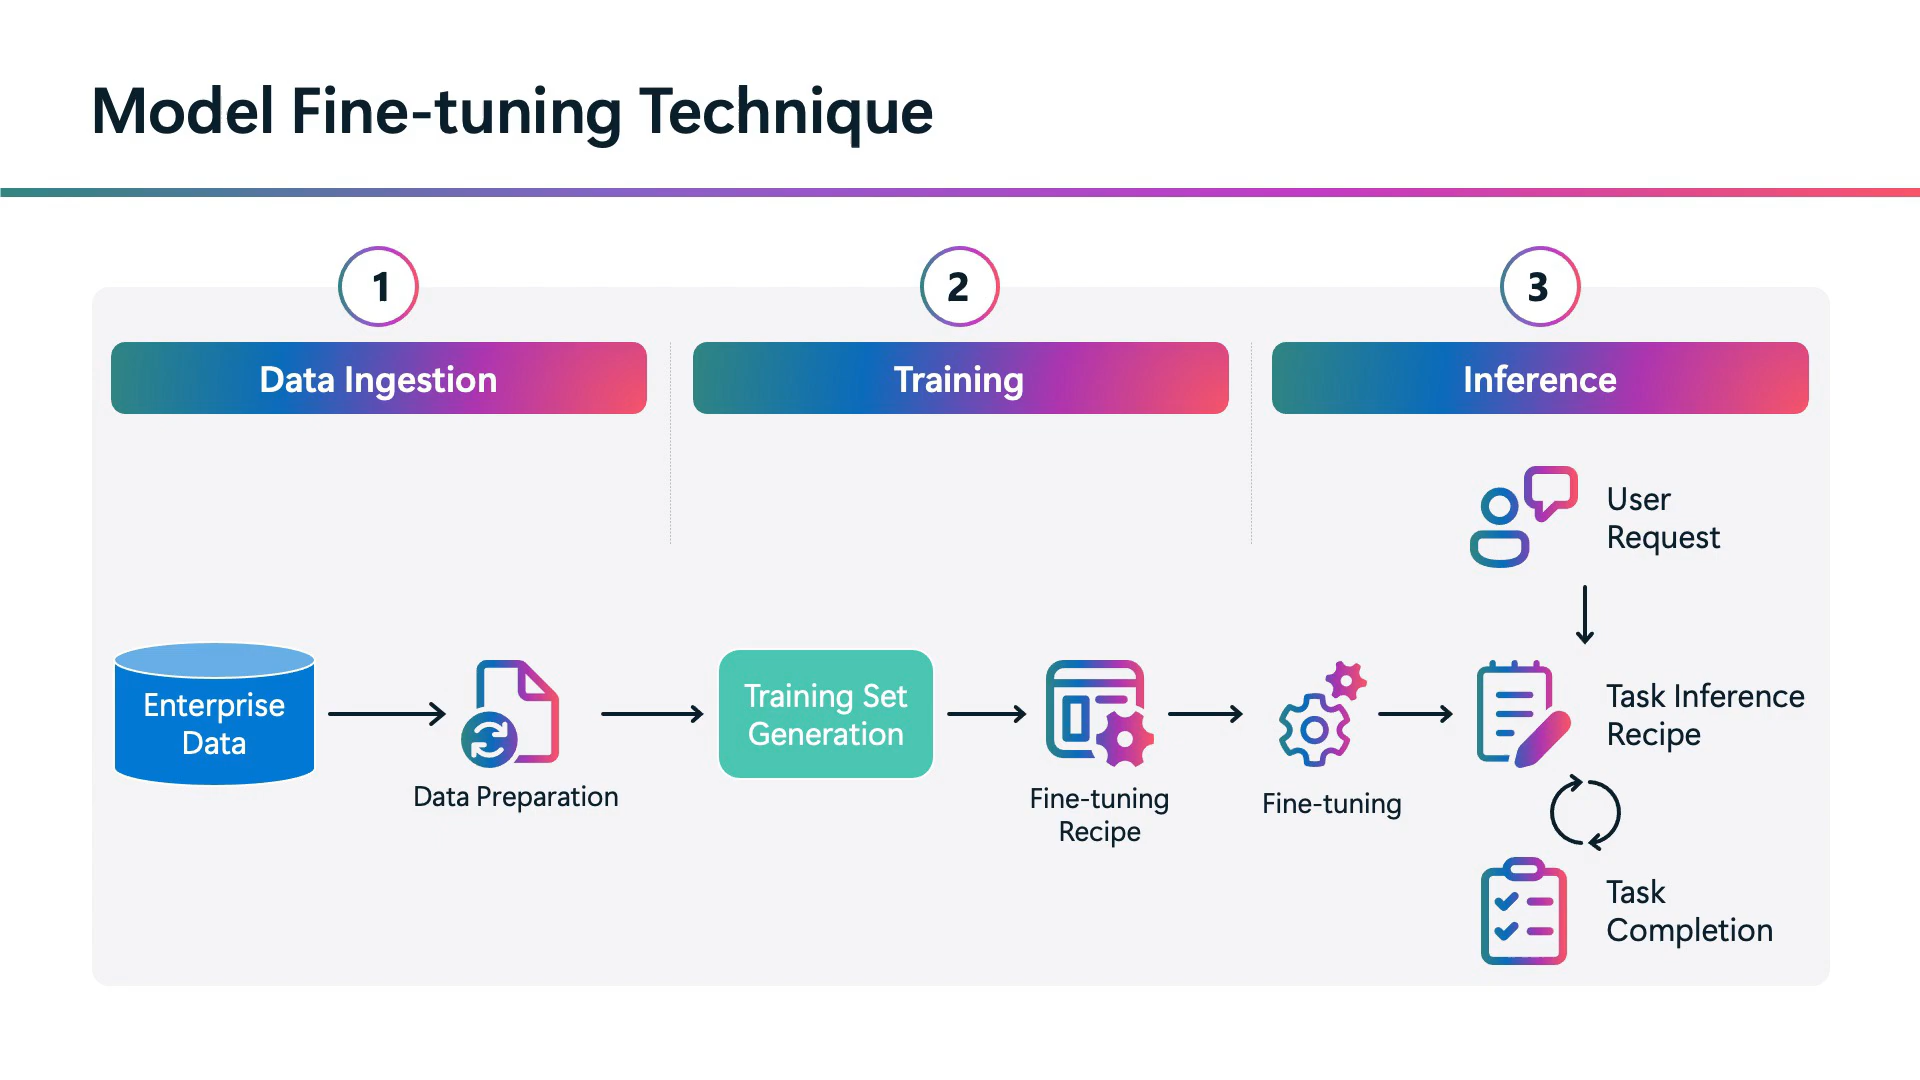 Model Fine-tuning Technique
1
2
3
Data Ingestion
Training
Inference
User
Request
Enterprise
Data
Data Preparation
Training Set
Generation
Fine-tuning
Recipe
Fine-tuning
Task Inference
Recipe
Task
Completion